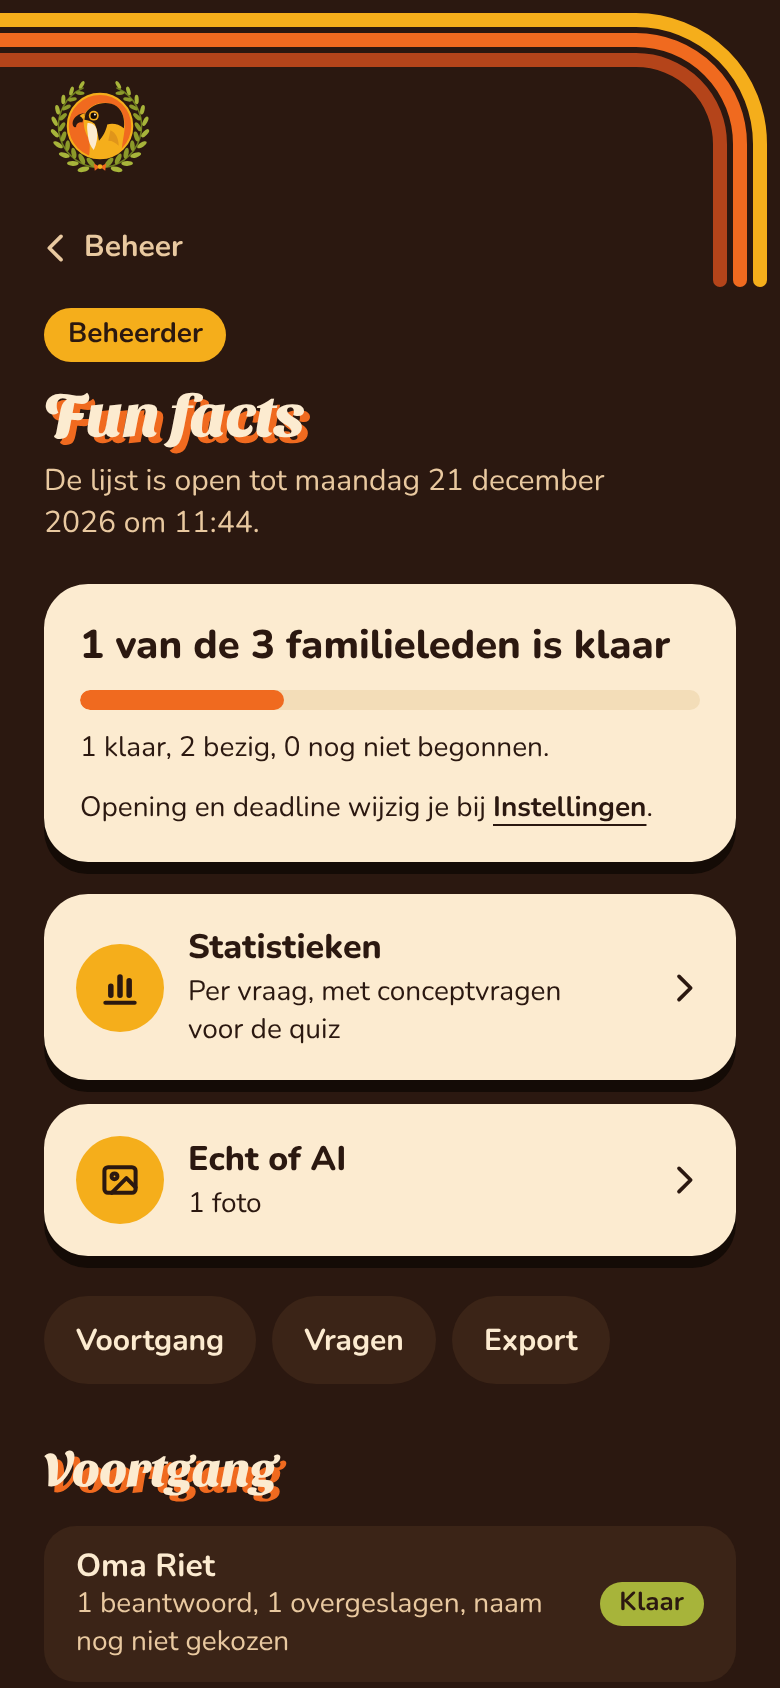 Beheer
Beheerder
Fun facts
De lijst is open tot maandag 21 december
2026 om 11:44.
1 van de 3 familieleden is klaar
1 klaar, 2 bezig, 0 nog niet begonnen.
Opening en deadline wijzig je bij Instellingen.
Statistieken
Per vraag, met conceptvragen
voor de quiz
Echt of AI
1 foto
Voortgang
Vragen
Export
Voortgang
Oma Riet
1 beantwoord, 1 overgeslagen, naam
nog niet gekozen
Klaar